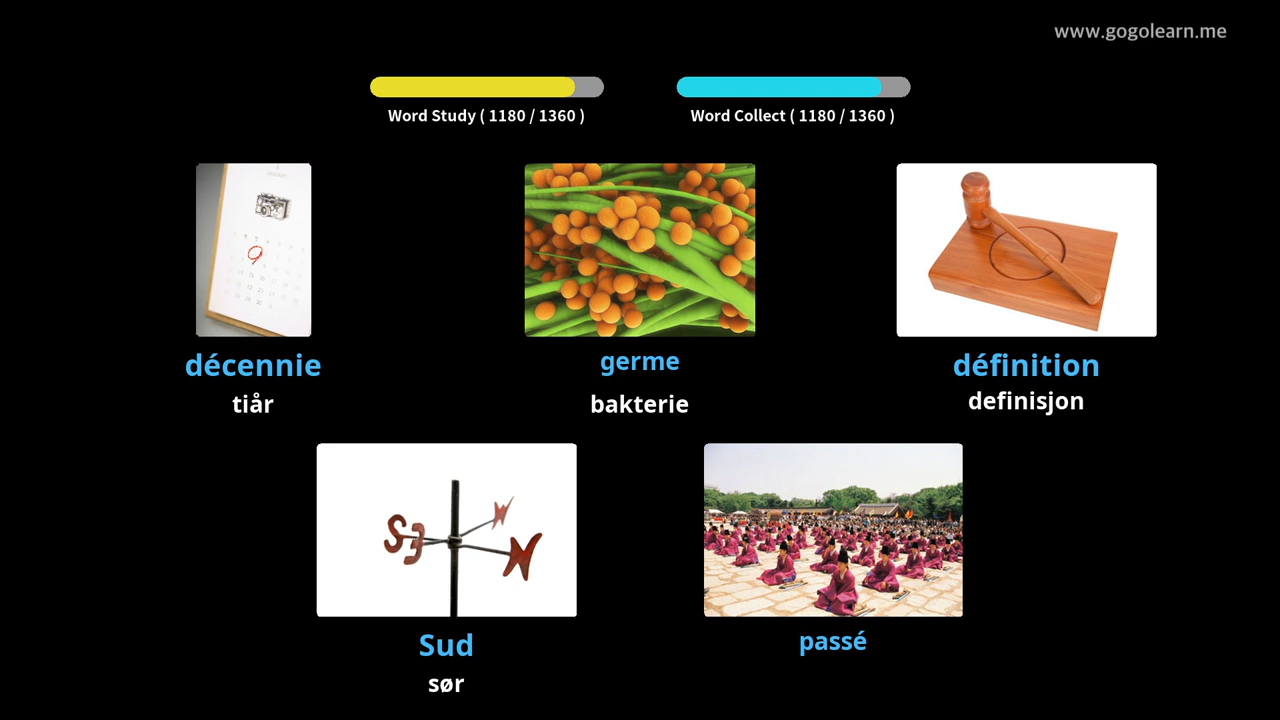 www.gogolearn.me
Word Study ( 1180 / 1360 )
Word Collect ( 1180 / 1360 )
décennie
tiår
germe
bakterie
définition
definisjon
Sud
sør
passé